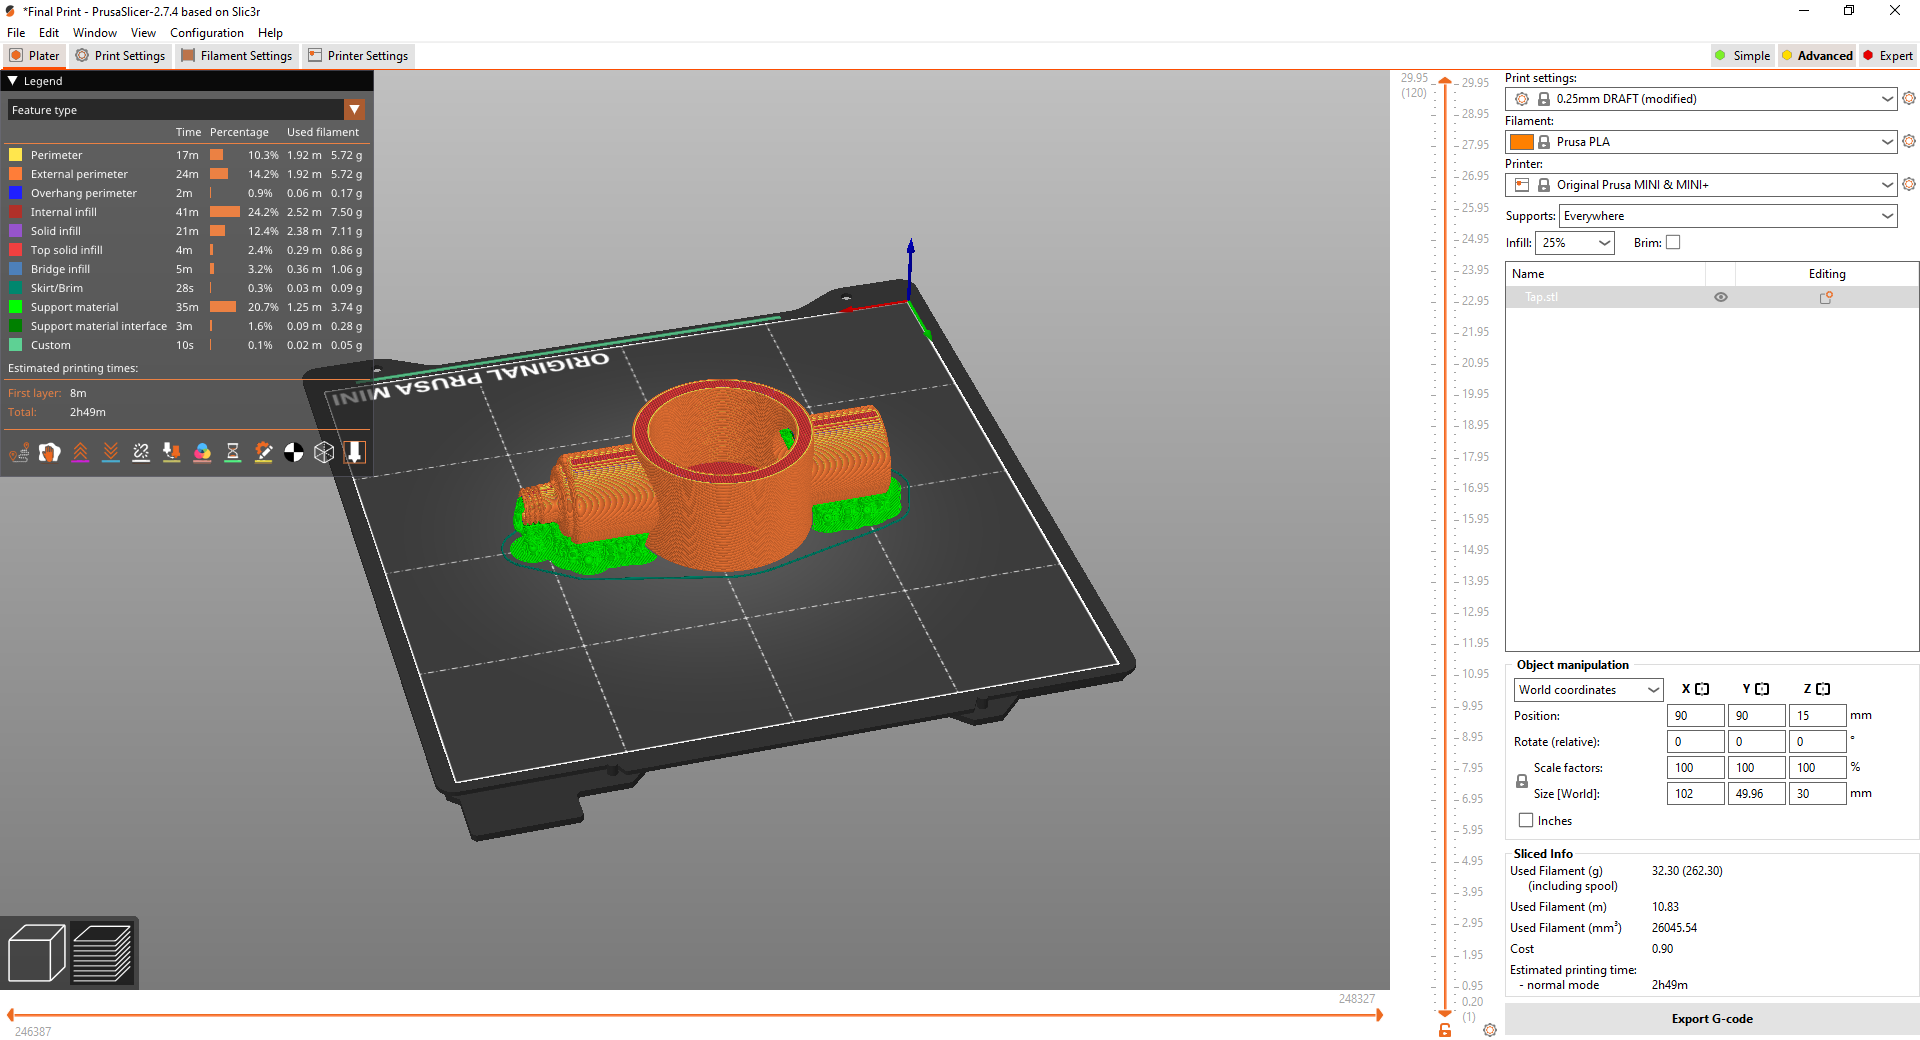 *Final Print - PrusaSlicer-2.7.4 based on Slic3r
File Edit Window View Configuration Help
Plater Print Settings Filament Settings Printer Settings Simple Advanced Expert
Legend
Feature type
Time Percentage Used filament
Perimeter 17m 10.3% 1.92 m 5.72 g
External perimeter 24m 14.2% 1.92 m 5.72 g
Overhang perimeter 2m 0.9% 0.06 m 0.17 g
Internal infill 41m 24.2% 2.52 m 7.50 g
Solid infill 21m 12.4% 2.38 m 7.11 g
Top solid infill 4m 2.4% 0.29 m 0.86 g
Bridge infill 5m 3.2% 0.36 m 1.06 g
Skirt/Brim 28s 0.3% 0.03 m 0.09 g
Support material 35m 20.7% 1.25 m 3.74 g
Support material interface 3m 1.6% 0.09 m 0.28 g
Custom 10s 0.1% 0.02 m 0.05 g
Estimated printing times:
First layer: 8m
Total: 2h49m
ORIGINAL PRUSA MINI
246387
248327
29.95
(120)
29.95
28.95
27.95
26.95
25.95
24.95
23.95
22.95
21.95
20.95
19.95
18.95
17.95
16.95
15.95
14.95
13.95
12.95
11.95
10.95
9.95
8.95
7.95
6.95
5.95
4.95
3.95
2.95
1.95
0.95
0.20
(1)
Print settings:
0.25mm DRAFT (modified)
Filament:
Prusa PLA
Printer:
Original Prusa MINI & MINI+
Supports: Everywhere
Infill: 25% Brim:
Name Editing
Tap.stl
Object manipulation
World coordinates X Y Z
Position: 90 90 15 mm
Rotate (relative): 0 0 0 °
Scale factors: 100 100 100 %
Size [World]: 102 49.96 30 mm
Inches
Sliced Info
Used Filament (g) 32.30 (262.30)
(including spool)
Used Filament (m) 10.83
Used Filament (mm³) 26045.54
Cost 0.90
Estimated printing time:
- normal mode 2h49m
Export G-code